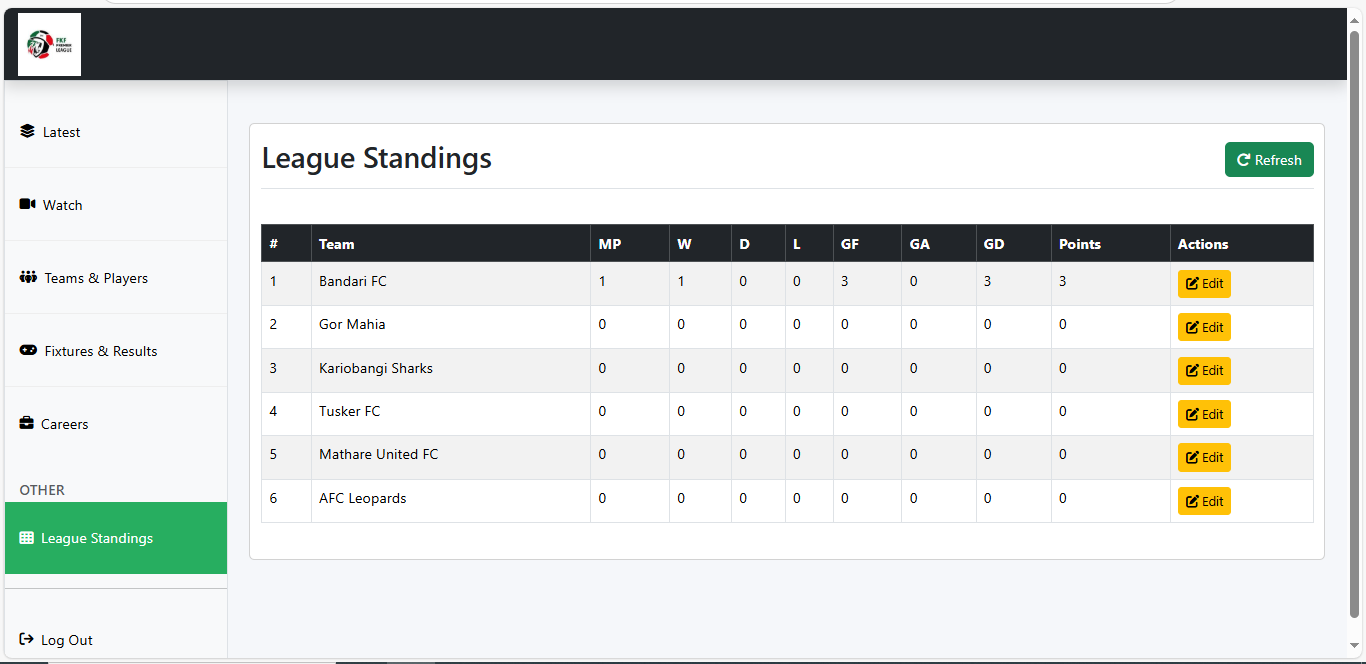 FKF
PREMIER
LEAGUE
Latest
Watch
Teams & Players
Fixtures & Results
Careers
OTHER
League Standings
Log Out
League Standings
Refresh
# Team MP W D L GF GA GD Points Actions
1 Bandari FC 1 1 0 0 3 0 3 3 Edit
2 Gor Mahia 0 0 0 0 0 0 0 0 Edit
3 Kariobangi Sharks 0 0 0 0 0 0 0 0 Edit
4 Tusker FC 0 0 0 0 0 0 0 0 Edit
5 Mathare United FC 0 0 0 0 0 0 0 0 Edit
6 AFC Leopards 0 0 0 0 0 0 0 0 Edit